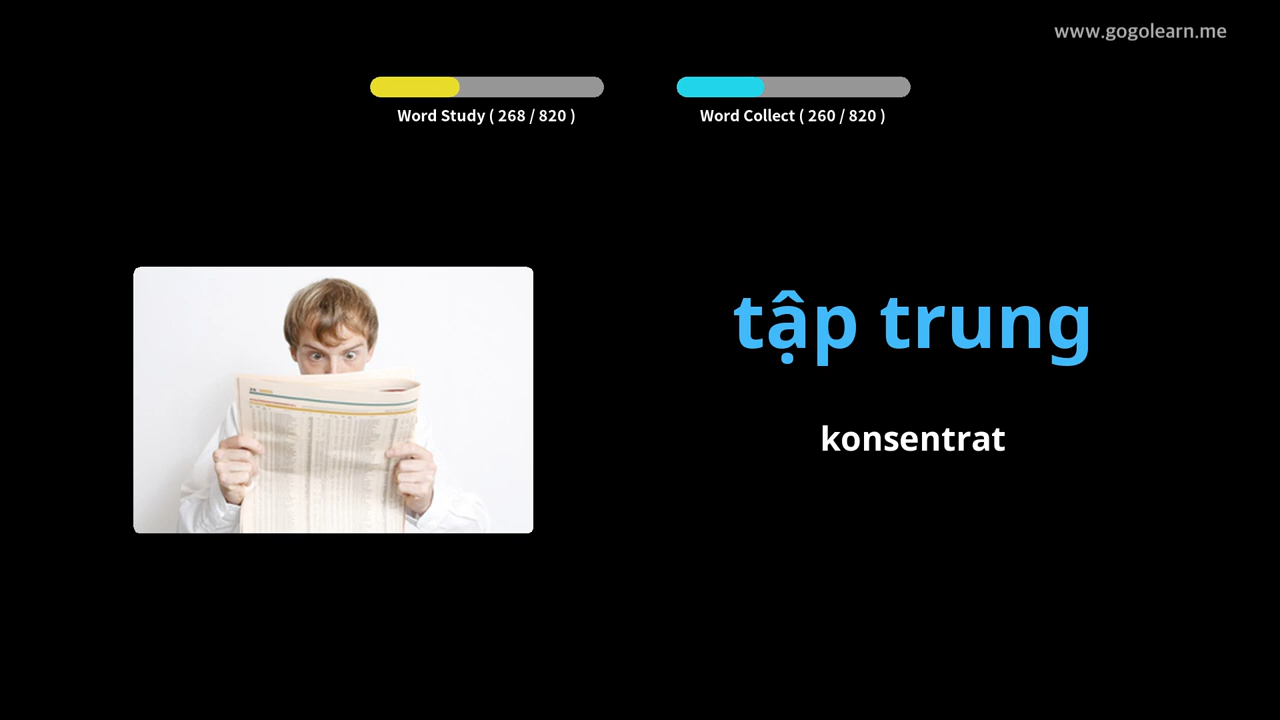 www.gogolearn.me
Word Study ( 268 / 820 )
Word Collect ( 260 / 820 )
tập trung
konsentrat